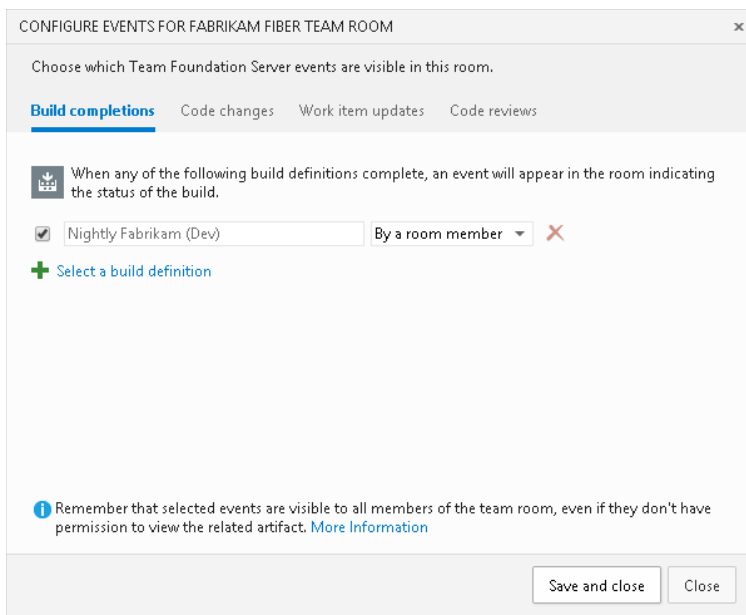 CONFIGURE EVENTS FOR FABRIKAM FIBER TEAM ROOM
Choose which Team Foundation Server events are visible in this room.
Build completions Code changes Work item updates Code reviews
When any of the following build definitions complete, an event will appear in the room indicating
the status of the build.
Nightly Fabrikam (Dev) By a room member
Select a build definition
Remember that selected events are visible to all members of the team room, even if they don't have
permission to view the related artifact. More Information
Save and close Close